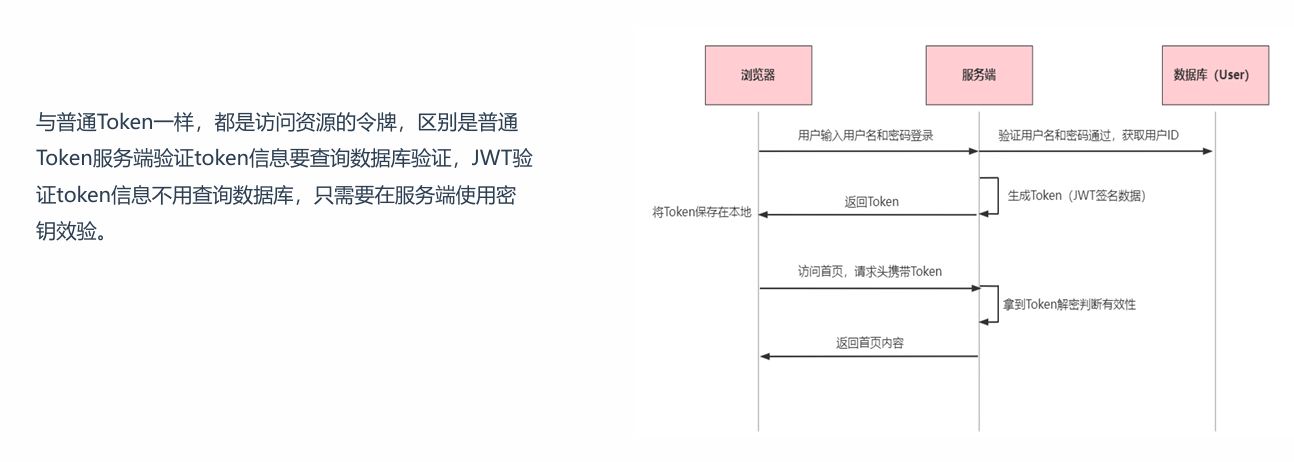 与普通Token一样，都是访问资源的令牌，区别是普通
Token服务端验证token信息要查询数据库验证，JWT验
证token信息不用查询数据库，只需要在服务端使用密
钥效验。
浏览器
服务端
数据库（User）
用户输入用户名和密码登录
验证用户名和密码通过，获取用户ID
生成Token（JWT签名数据）
返回Token
将Token保存在本地
访问首页，请求头携带Token
拿到Token解密判断有效性
返回首页内容